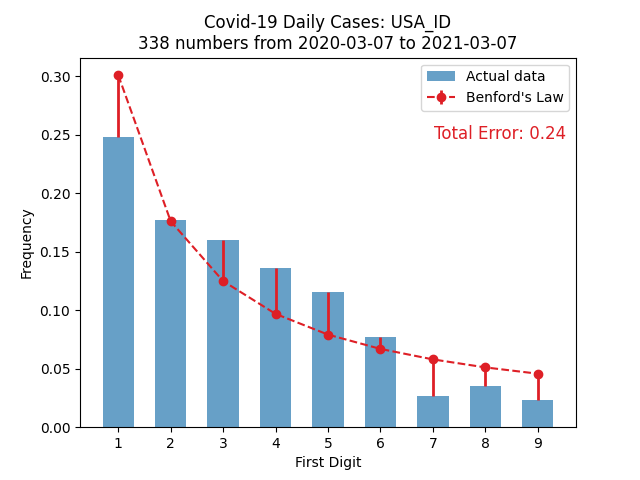 Covid-19 Daily Cases: USA_ID
338 numbers from 2020-03-07 to 2021-03-07
Actual data
Benford's Law
Total Error: 0.24
Frequency
0.30
0.25
0.20
0.15
0.10
0.05
0.00
1 2 3 4 5 6 7 8 9
First Digit